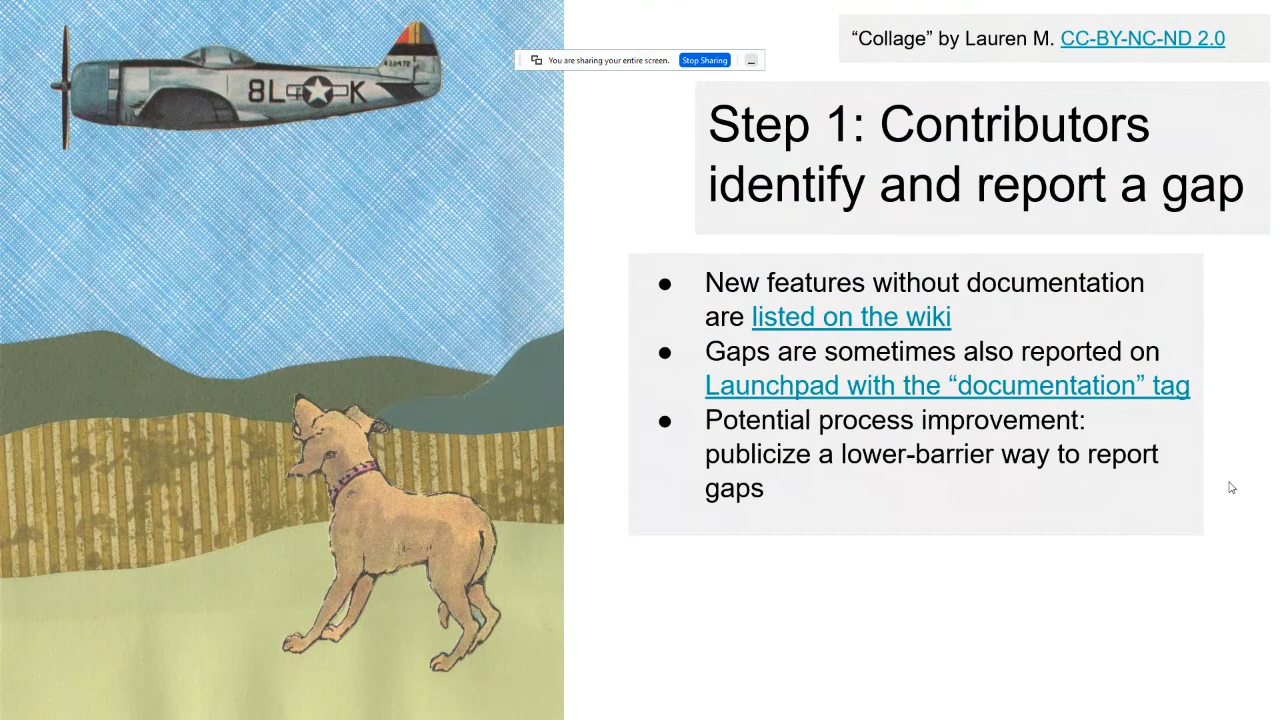 "Collage" by Lauren M. CC-BY-NC-ND 2.0
You are sharing your entire screen. Stop Sharing
8L K
Step 1: Contributors
identify and report a gap
● New features without documentation
are listed on the wiki
● Gaps are sometimes also reported on
Launchpad with the “documentation” tag
● Potential process improvement:
publicize a lower-barrier way to report
gaps